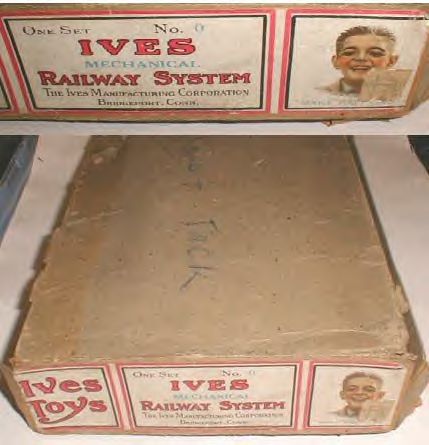 One Set No. 0
IVES
MECHANICAL
RAILWAY SYSTEM
The Ives Manufacturing Corporation
Bridgeport, Conn.
Ives
Toys
One Set No. 0
IVES
MECHANICAL
RAILWAY SYSTEM
The Ives Manufacturing Corporation
Bridgeport, Conn.